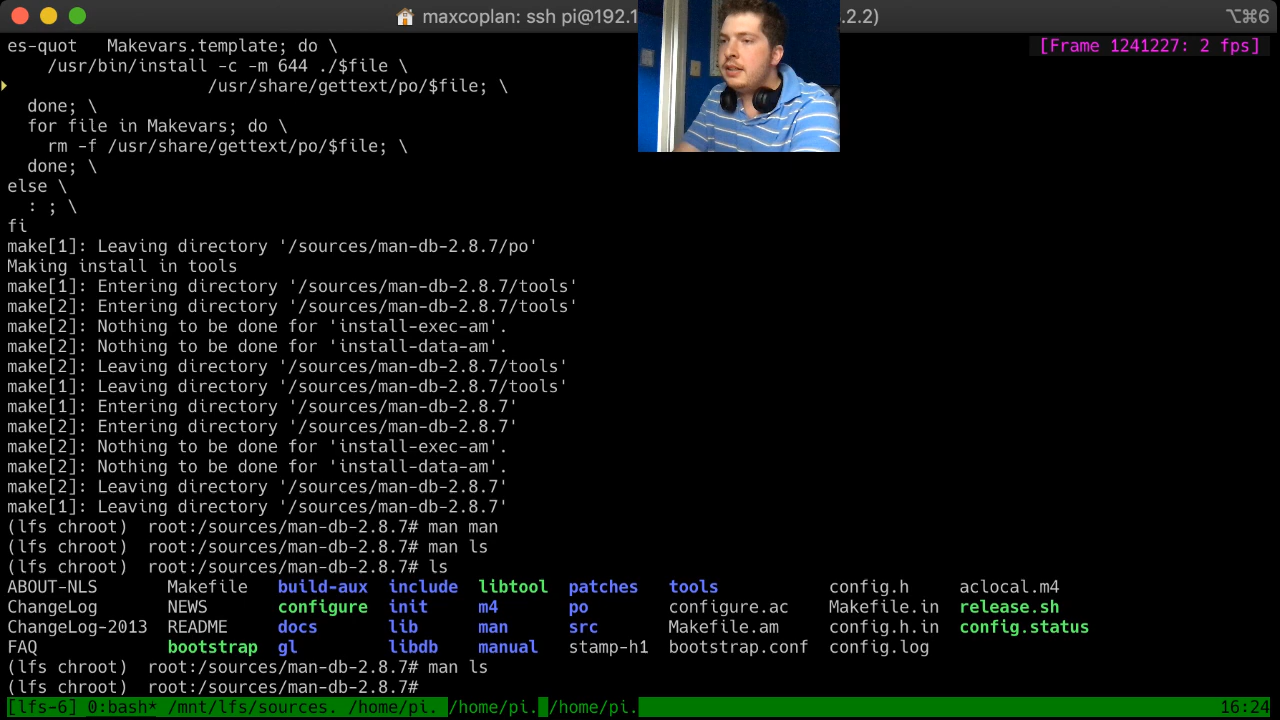 maxcoplan: ssh pi@192.1 .2.2) ⌥⌘6
es-quot   Makevars.template; do \
[Frame 1241227: 2 fps]
/usr/bin/install -c -m 644 ./$file \
/usr/share/gettext/po/$file; \
done; \
for file in Makevars; do \
rm -f /usr/share/gettext/po/$file; \
done; \
else \
: ; \
fi
make[1]: Leaving directory '/sources/man-db-2.8.7/po'
Making install in tools
make[1]: Entering directory '/sources/man-db-2.8.7/tools'
make[2]: Entering directory '/sources/man-db-2.8.7/tools'
make[2]: Nothing to be done for 'install-exec-am'.
make[2]: Nothing to be done for 'install-data-am'.
make[2]: Leaving directory '/sources/man-db-2.8.7/tools'
make[1]: Leaving directory '/sources/man-db-2.8.7/tools'
make[1]: Entering directory '/sources/man-db-2.8.7'
make[2]: Entering directory '/sources/man-db-2.8.7'
make[2]: Nothing to be done for 'install-exec-am'.
make[2]: Nothing to be done for 'install-data-am'.
make[2]: Leaving directory '/sources/man-db-2.8.7'
make[1]: Leaving directory '/sources/man-db-2.8.7'
(lfs chroot)  root:/sources/man-db-2.8.7# man man
(lfs chroot)  root:/sources/man-db-2.8.7# man ls
(lfs chroot)  root:/sources/man-db-2.8.7# ls
ABOUT-NLS Makefile build-aux include libtool patches tools config.h aclocal.m4
ChangeLog NEWS configure init m4 po configure.ac Makefile.in release.sh
ChangeLog-2013 README docs lib man src Makefile.am config.h.in config.status
FAQ bootstrap gl libdb manual stamp-h1 bootstrap.conf config.log
(lfs chroot)  root:/sources/man-db-2.8.7# man ls
(lfs chroot)  root:/sources/man-db-2.8.7#
[lfs-6] 0:bash* /mnt/lfs/sources. /home/pi. /home/pi. /home/pi. 16:24